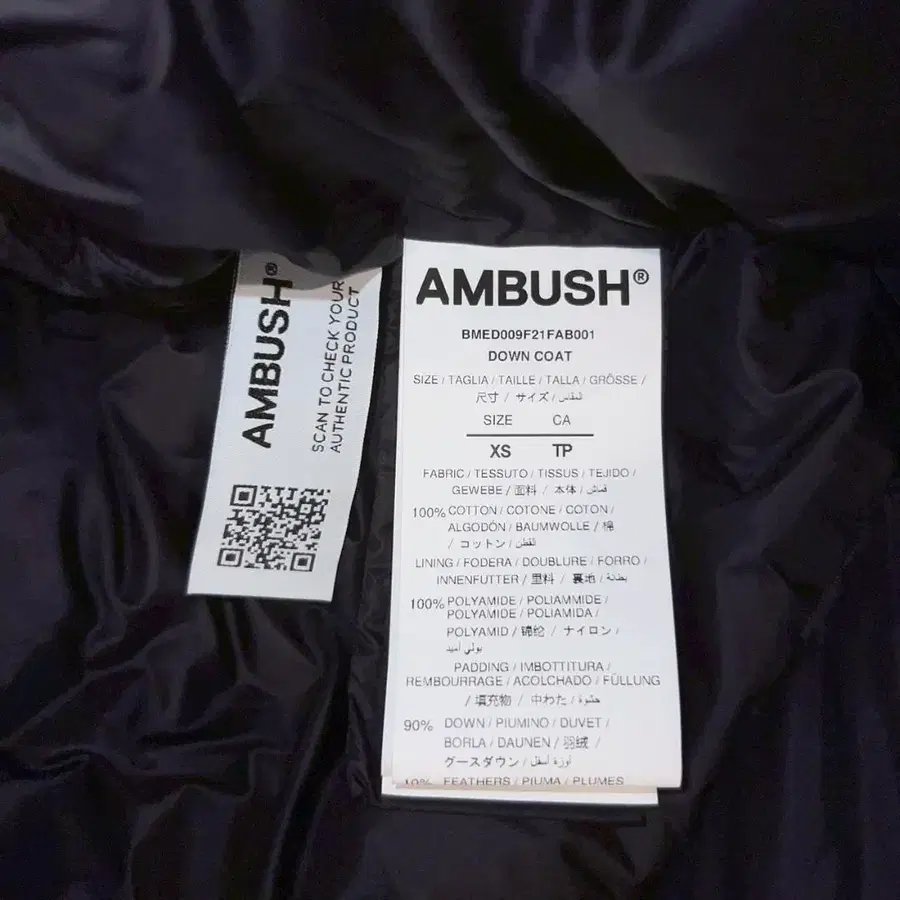 AMBUSH®
SCAN TO CHECK YOUR
AUTHENTIC PRODUCT
AMBUSH®
BMED009F21FAB001
DOWN COAT
SIZE / TAGLIA / TAILLE / TALLA / GRÖSSE /
尺寸 / サイズ / المقاس
SIZE CA
XS TP
FABRIC / TESSUTO / TISSUS / TEJIDO /
GEWEBE / 面料 / 本体 / قماش
100% COTTON / COTONE / COTON /
ALGODÓN / BAUMWOLLE / 棉
/ コットン / القطن
LINING / FODERA / DOUBLURE / FORRO /
INNENFUTTER / 里料 / 裏地 / بطانة
100% POLYAMIDE / POLIAMMIDE /
POLYAMIDE / POLIAMIDA /
POLYAMID / 锦纶 / ナイロン /
بولي أميد
PADDING / IMBOTTITURA /
REMBOURRAGE / ACOLCHADO / FÜLLUNG
/ 填充物 / 中わた / حشوة
90% DOWN / PIUMINO / DUVET /
BORLA / DAUNEN / 羽绒 /
グースダウン /
10% FEATHERS / PIUMA / PLUMES